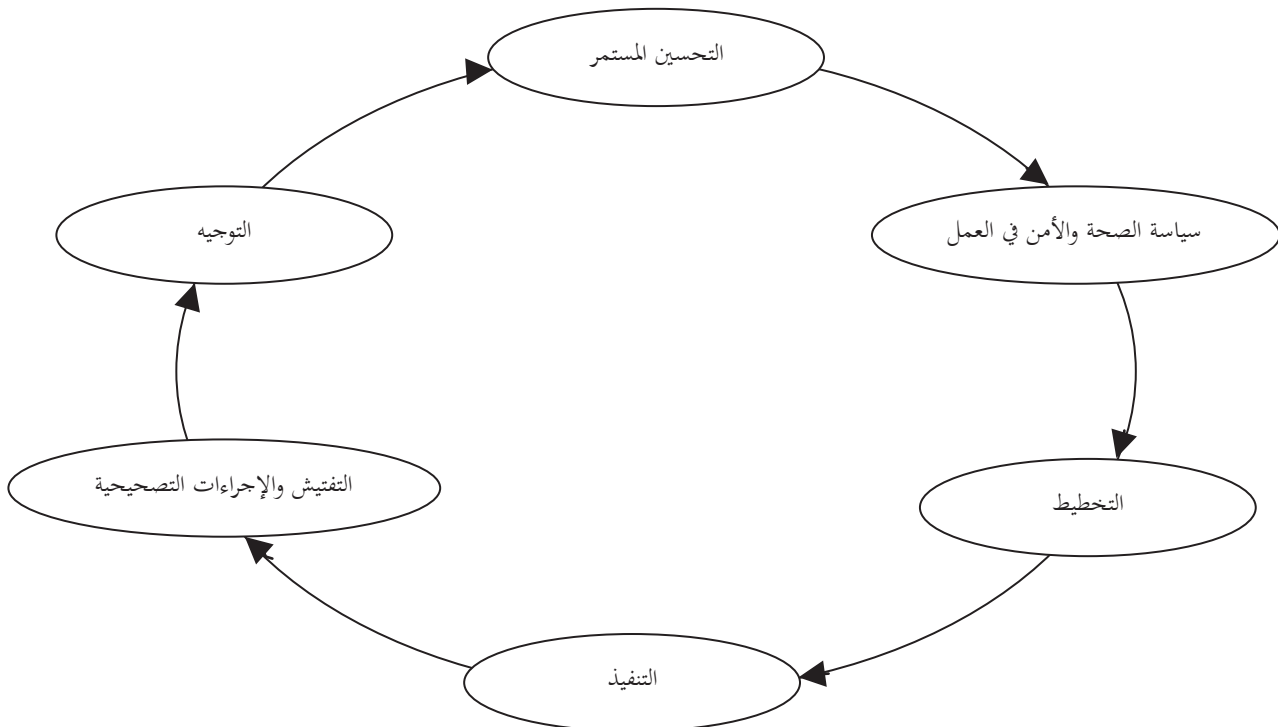 التحسين المستمر
سياسة الصحة والأمن في العمل
التوجيه
التفتيش والإجراءات التصحيحية
التخطيط
التنفيذ